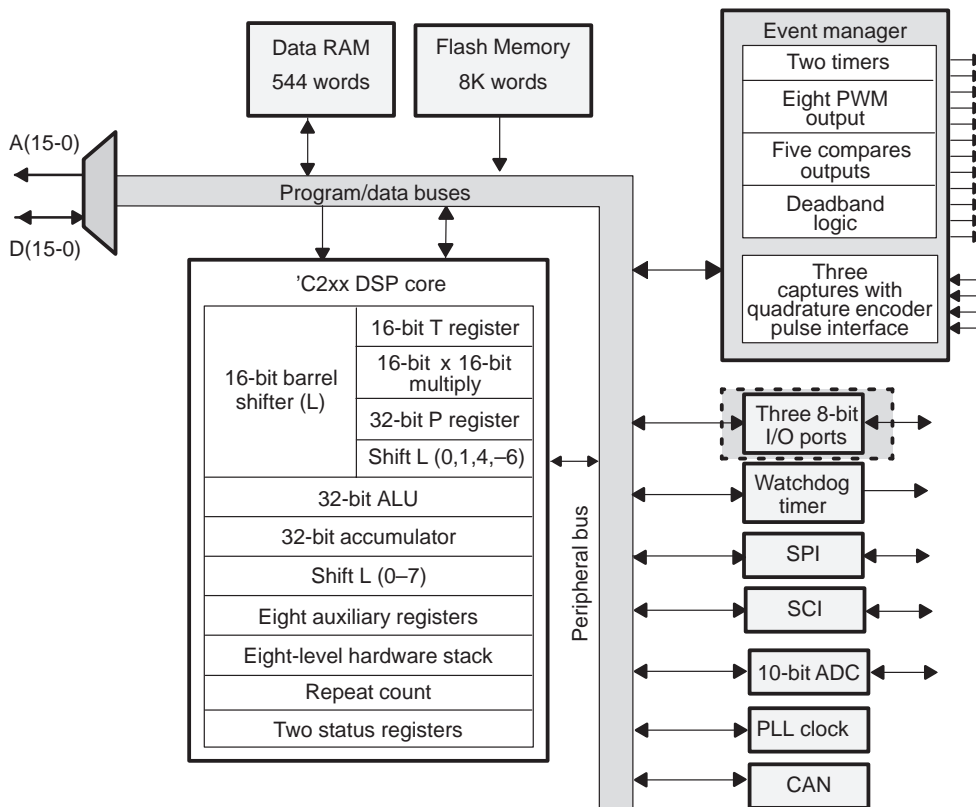 Data RAM
544 words
Flash Memory
8K words
Event manager
Two timers
Eight PWM
output
Five compares
outputs
Deadband
logic
Three
captures with
quadrature encoder
pulse interface
A(15-0)
D(15-0)
Program/data buses
’C2xx DSP core
16-bit barrel
shifter (L)
16-bit T register
16-bit x 16-bit
multiply
32-bit P register
Shift L (0,1,4,–6)
32-bit ALU
32-bit accumulator
Shift L (0–7)
Eight auxiliary registers
Eight-level hardware stack
Repeat count
Two status registers
Peripheral bus
Three 8-bit
I/O ports
Watchdog
timer
SPI
SCI
10-bit ADC
PLL clock
CAN